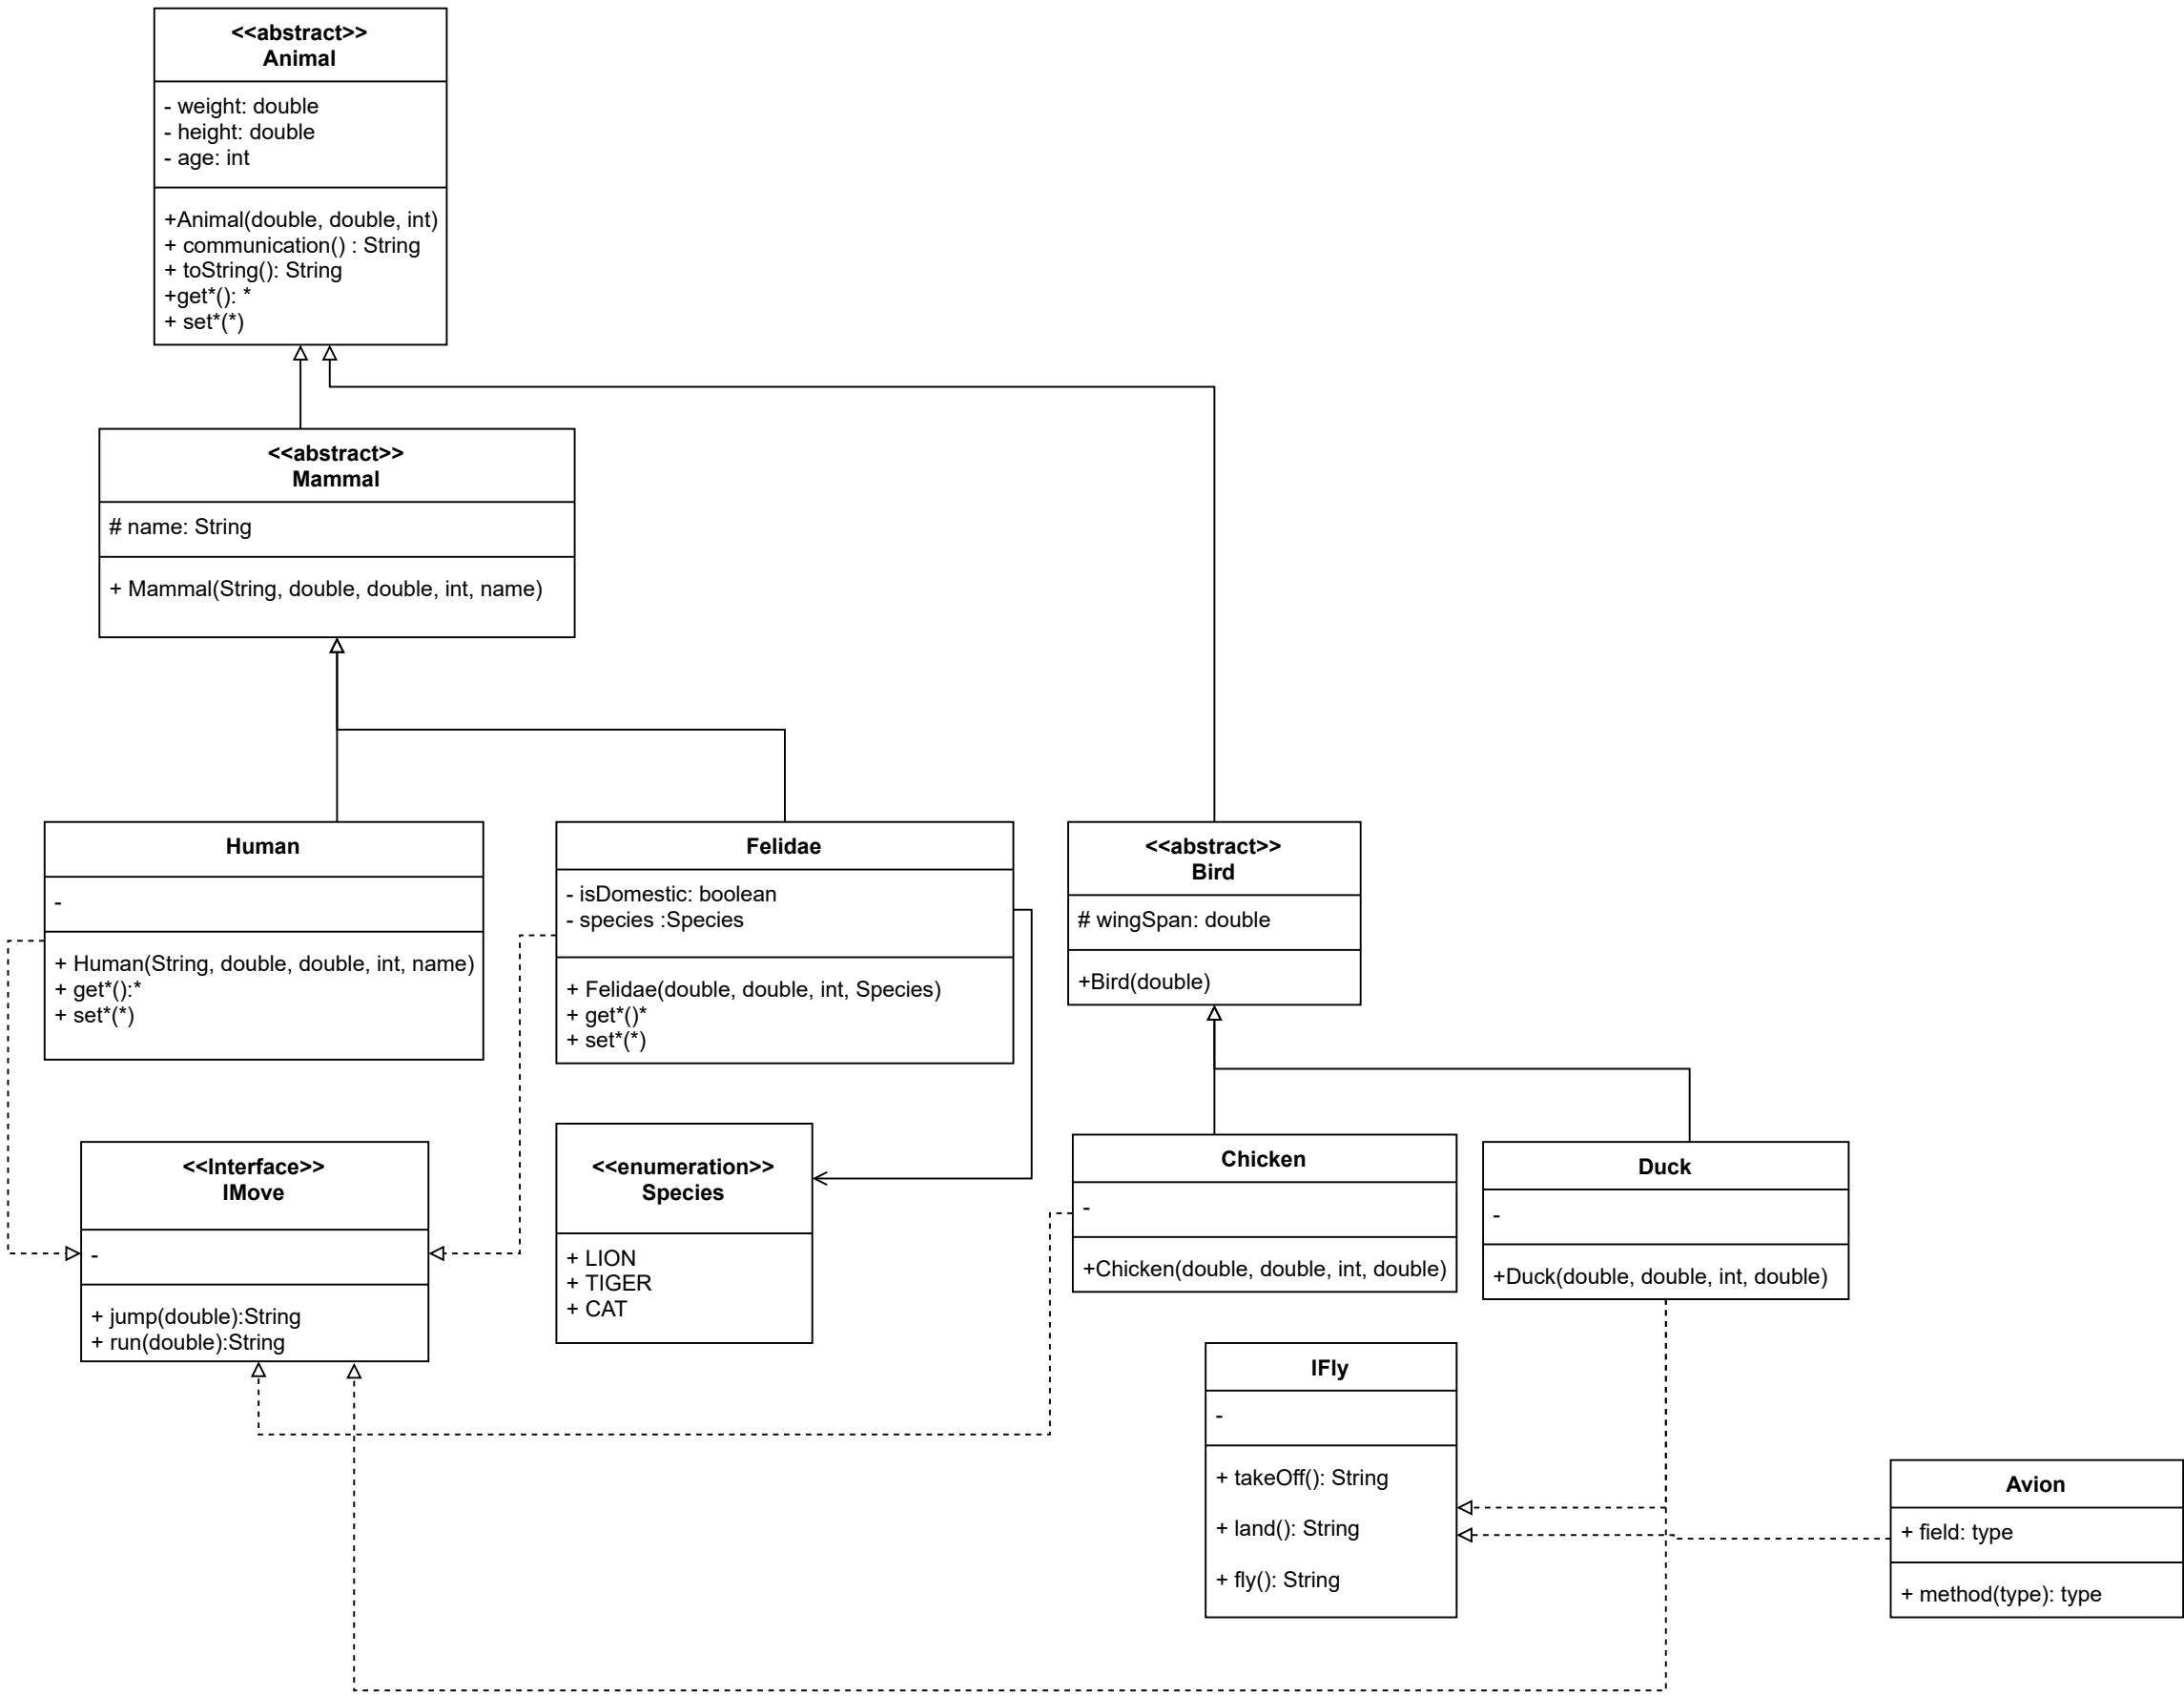 <<abstract>>
Animal
- weight: double
- height: double
- age: int
+Animal(double, double, int)
+ communication() : String
+ toString(): String
+get*(): *
+ set*(*)
<<abstract>>
Mammal
# name: String
+ Mammal(String, double, double, int, name)
Human
-
+ Human(String, double, double, int, name)
+ get*():*
+ set*(*)
Felidae
- isDomestic: boolean
- species :Species
+ Felidae(double, double, int, Species)
+ get*()*
+ set*(*)
<<abstract>>
Bird
# wingSpan: double
+Bird(double)
<<Interface>>
IMove
-
+ jump(double):String
+ run(double):String
<<enumeration>>
Species
+ LION
+ TIGER
+ CAT
Chicken
-
+Chicken(double, double, int, double)
Duck
-
+Duck(double, double, int, double)
IFly
-
+ takeOff(): String
+ land(): String
+ fly(): String
Avion
+ field: type
+ method(type): type